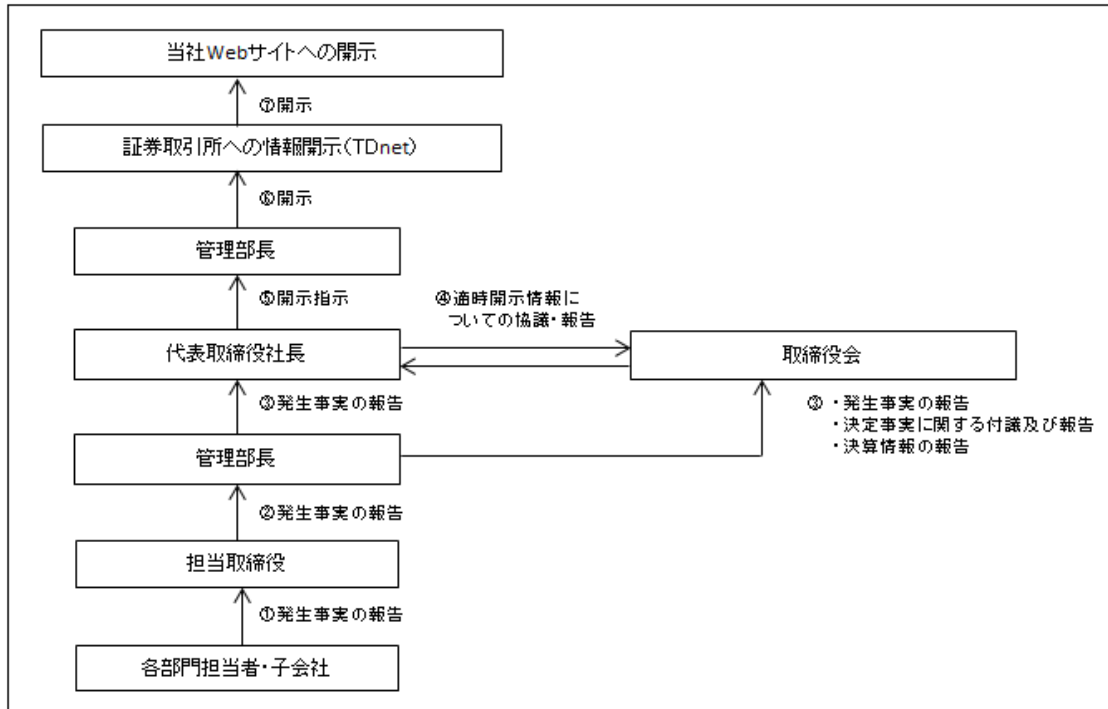 当社Webサイトへの開示
⑦開示
証券取引所への情報開示(TDnet)
⑥開示
管理部長
⑤開示指示
④適時開示情報に
ついての協議・報告
代表取締役社長
取締役会
③発生事実の報告
③ ・発生事実の報告
・決定事実に関する付議及び報告
・決算情報の報告
管理部長
②発生事実の報告
担当取締役
①発生事実の報告
各部門担当者・子会社